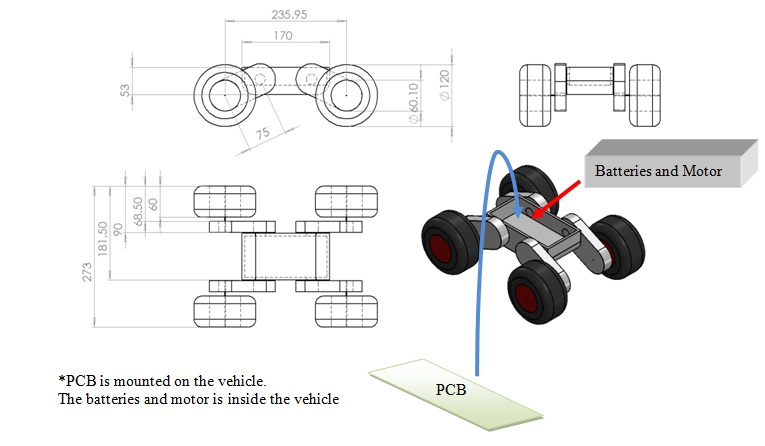 235.95
170
53
75
Ø60.10
Ø120
Batteries and Motor
273
181.50
90
68.50
60
PCB
*PCB is mounted on the vehicle.
The batteries and motor is inside the vehicle